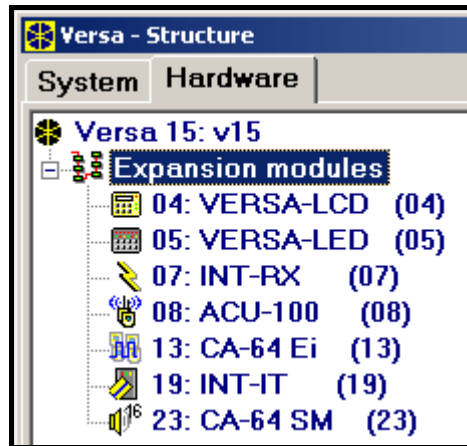 Versa - Structure
System Hardware
Versa 15: v15
Expansion modules
04: VERSA-LCD (04)
05: VERSA-LED (05)
07: INT-RX (07)
08: ACU-100 (08)
13: CA-64 Ei (13)
19: INT-IT (19)
16
23: CA-64 SM (23)